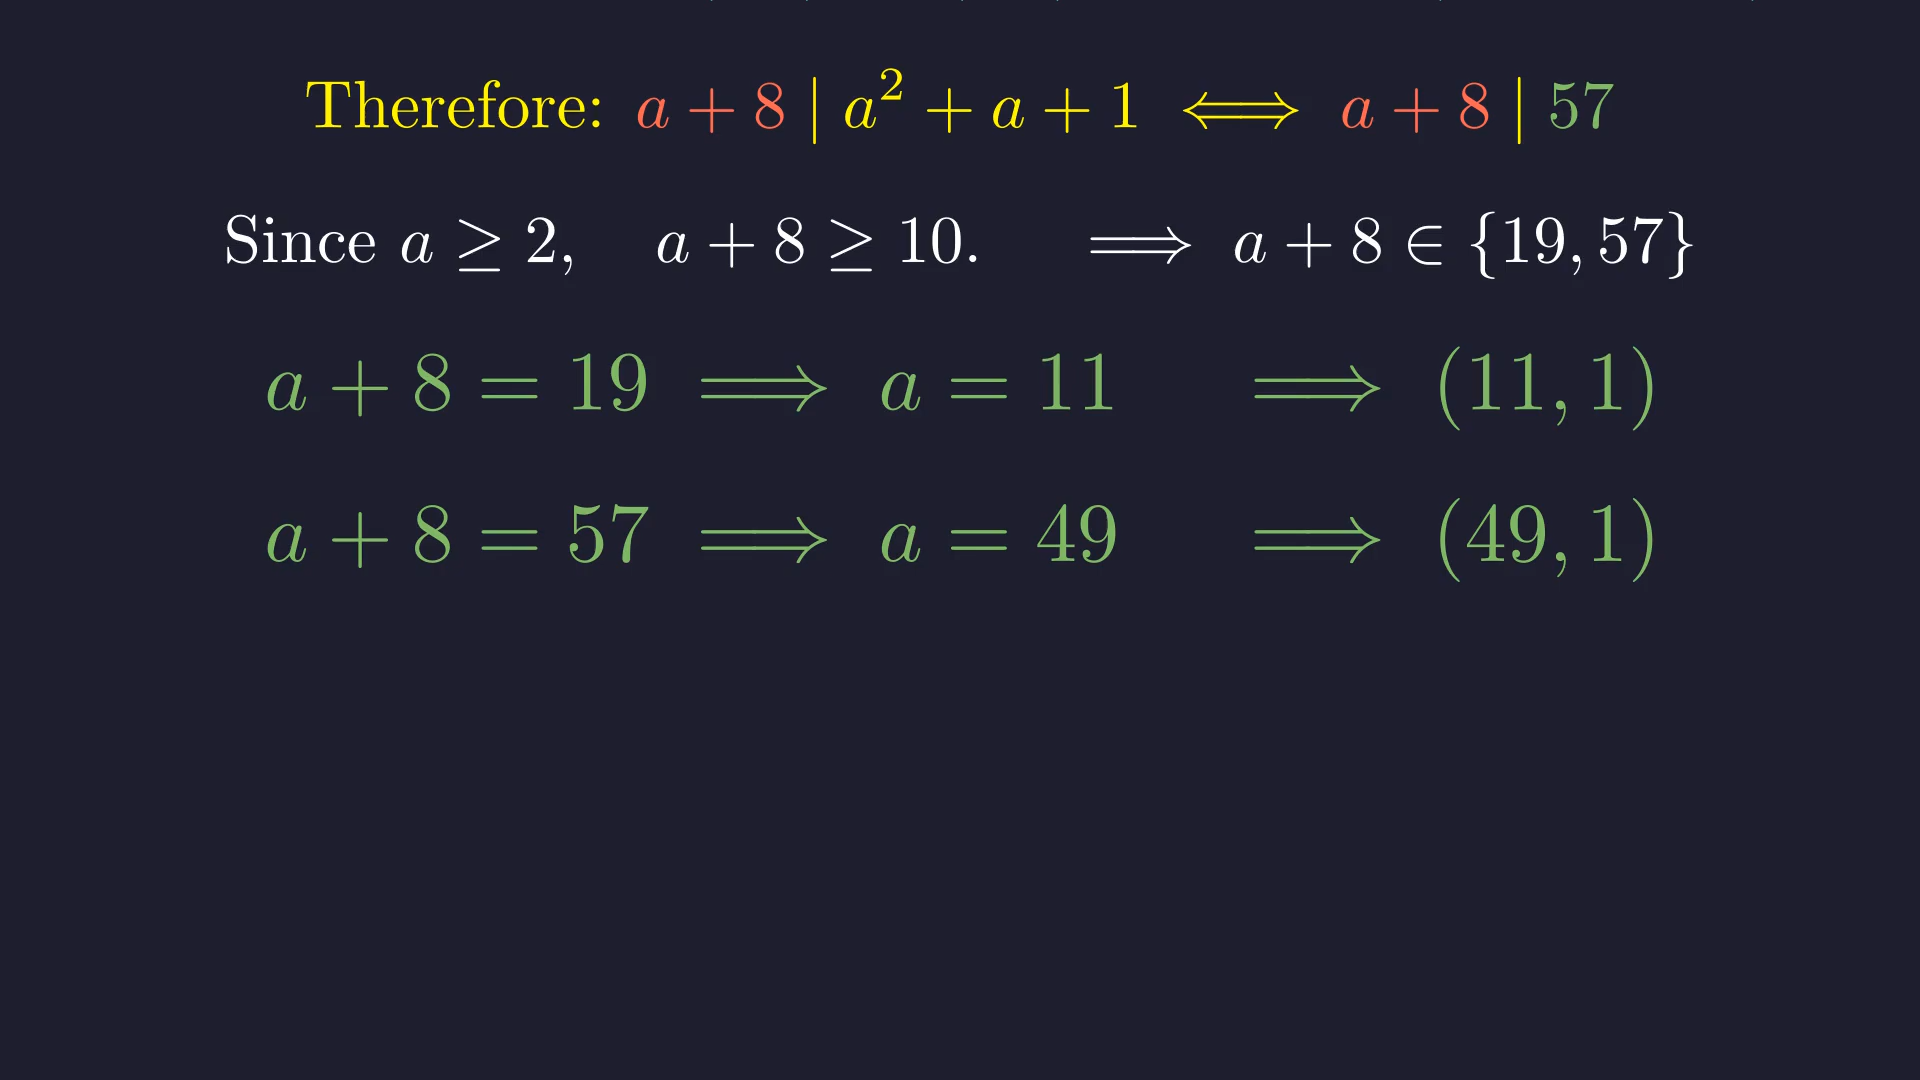 Therefore: a + 8 | a² + a + 1 ⟺ a + 8 | 57
Since a ≥ 2, a + 8 ≥ 10. ⟹ a + 8 ∈ {19, 57}
a + 8 = 19 ⟹ a = 11 ⟹ (11, 1)
a + 8 = 57 ⟹ a = 49 ⟹ (49, 1)